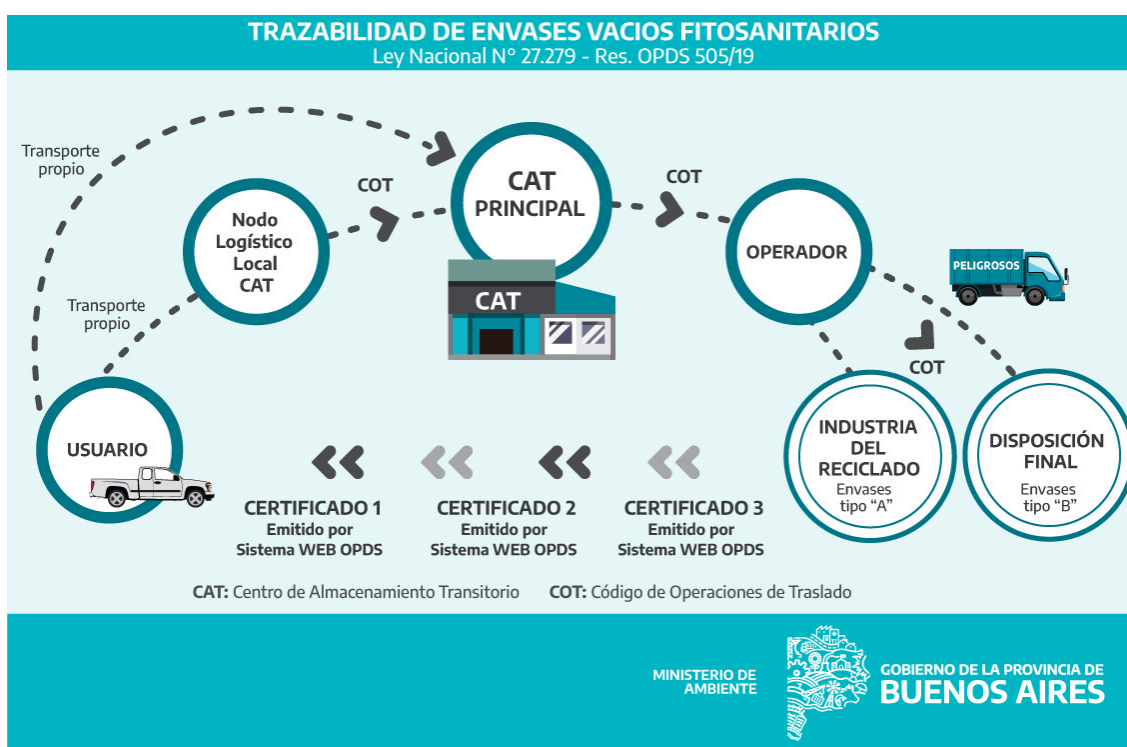 TRAZABILIDAD DE ENVASES VACIOS FITOSANITARIOS
Ley Nacional N° 27.279 - Res. OPDS 505/19
Transporte
propio
Nodo
Logístico
Local
CAT
COT
CAT
PRINCIPAL
CAT
COT
OPERADOR
PELIGROSOS
Transporte
propio
COT
USUARIO
INDUSTRIA
DEL
RECICLADO
Envases
tipo “A”
DISPOSICIÓN
FINAL
Envases
tipo “B”
CERTIFICADO 1
Emitido por
Sistema WEB OPDS
CERTIFICADO 2
Emitido por
Sistema WEB OPDS
CERTIFICADO 3
Emitido por
Sistema WEB OPDS
CAT: Centro de Almacenamiento Transitorio
COT: Código de Operaciones de Traslado
MINISTERIO DE
AMBIENTE
GOBIERNO DE LA PROVINCIA DE
BUENOS AIRES